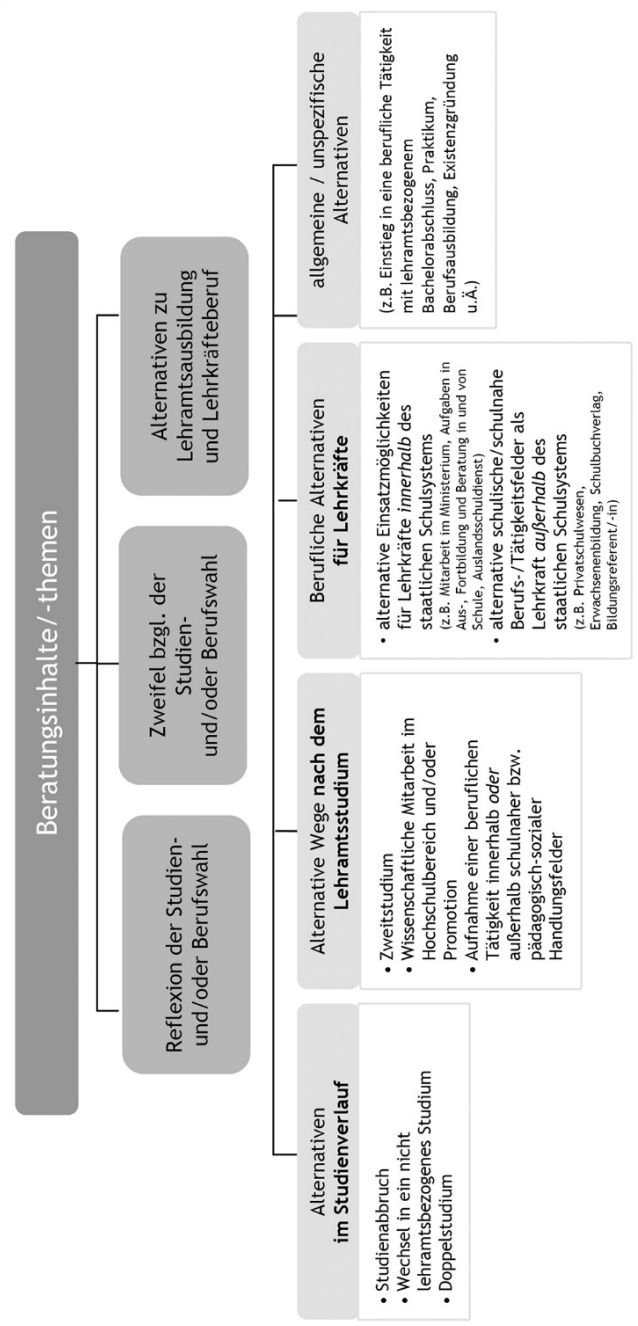 Beratungsinhalte/-themen
Reflexion der Studien-
und/oder Berufswahl
Zweifel bzgl. der
Studien-
und/oder Berufswahl
Alternativen zu
Lehramtsausbildung
und Lehrkräfteberuf
Alternativen
im Studienverlauf
• Studienabbruch
• Wechsel in ein nicht
lehramtsbezogenes Studium
• Doppelstudium
Alternative Wege nach dem
Lehramtsstudium
• Zweitstudium
• Wissenschaftliche Mitarbeit im
Hochschulbereich und/oder
Promotion
• Aufnahme einer beruflichen
Tätigkeit innerhalb oder
außerhalb schulnaher bzw.
pädagogisch-sozialer
Handlungsfelder
Berufliche Alternativen
für Lehrkräfte
• alternative Einsatzmöglichkeiten
für Lehrkräfte innerhalb des
staatlichen Schulsystems
(z.B. Mitarbeit im Ministerium, Aufgaben in
Aus-, Fortbildung und Beratung in und von
Schule, Auslandsschuldienst)
• alternative schulische/schulnahe
Berufs-/Tätigkeitsfelder als
Lehrkraft außerhalb des
staatlichen Schulsystems
(z.B. Privatschulwesen,
Erwachsenenbildung, Schulbuchverlag,
Bildungsreferent/-in)
allgemeine / unspezifische
Alternativen
(z.B. Einstieg in eine berufliche Tätigkeit
mit lehramtsbezogenem
Bachelorabschluss, Praktikum,
Berufsausbildung, Existenzgründung
u.Ä.)